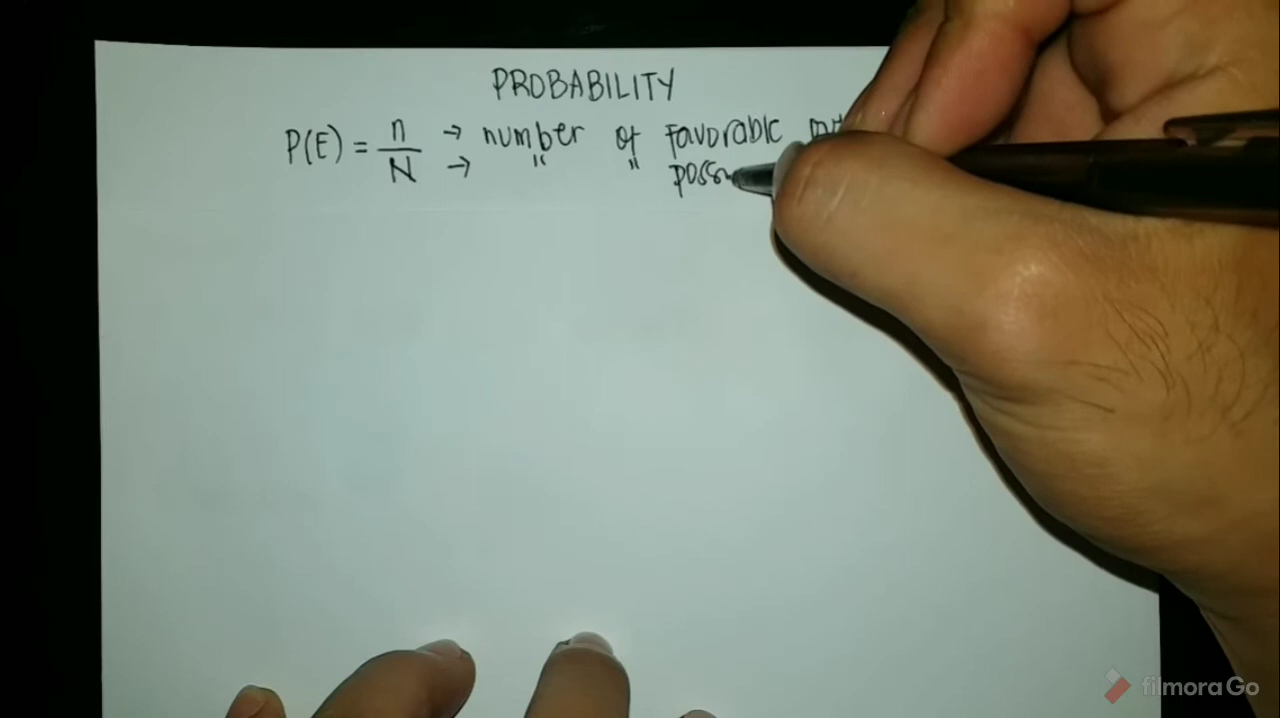 PROBABILITY
P(E) = n/N → number of Favorable
→ " "
filmoraGo